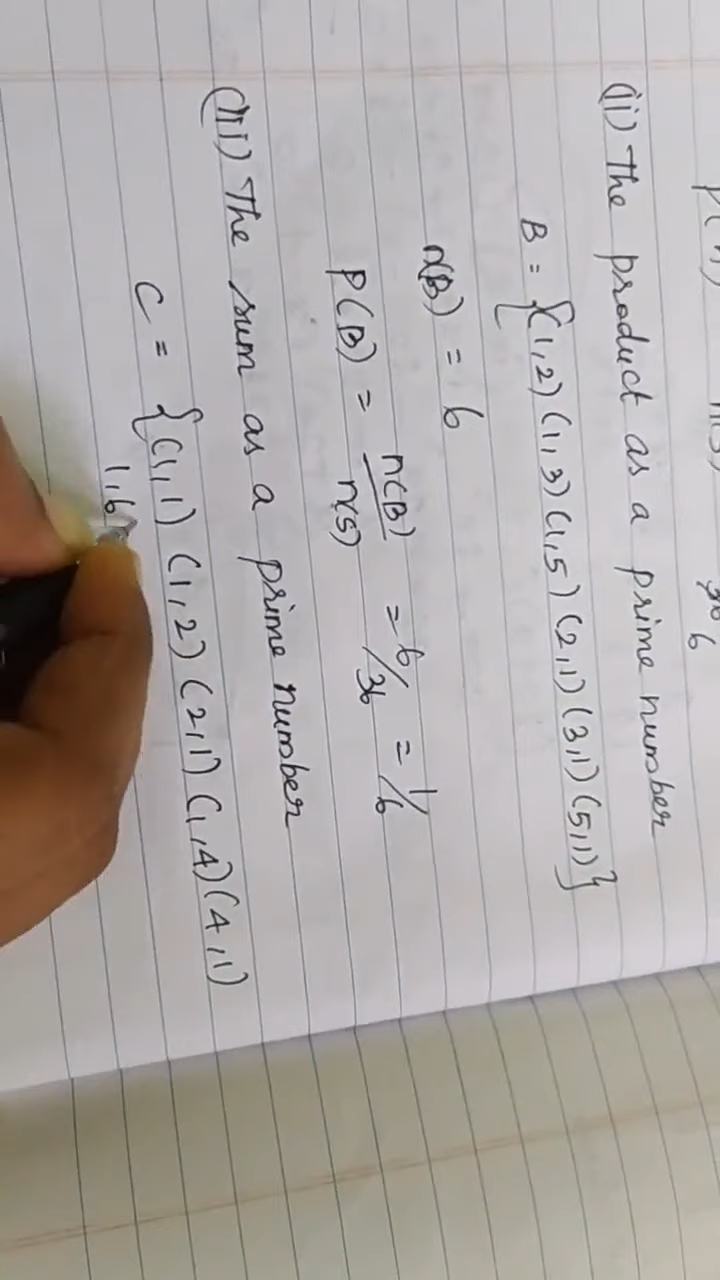 (ii) The product as a prime number
B = {(1,2) (1,3) (1,5) (2,1) (3,1) (5,1)}
n(B) = 6
P(B) = n(B)/n(S) = 6/36 = 1/6
(iii) The sum as a prime number
C = {(1,1) (1,2) (2,1) (1,4) (4,1)
1,6